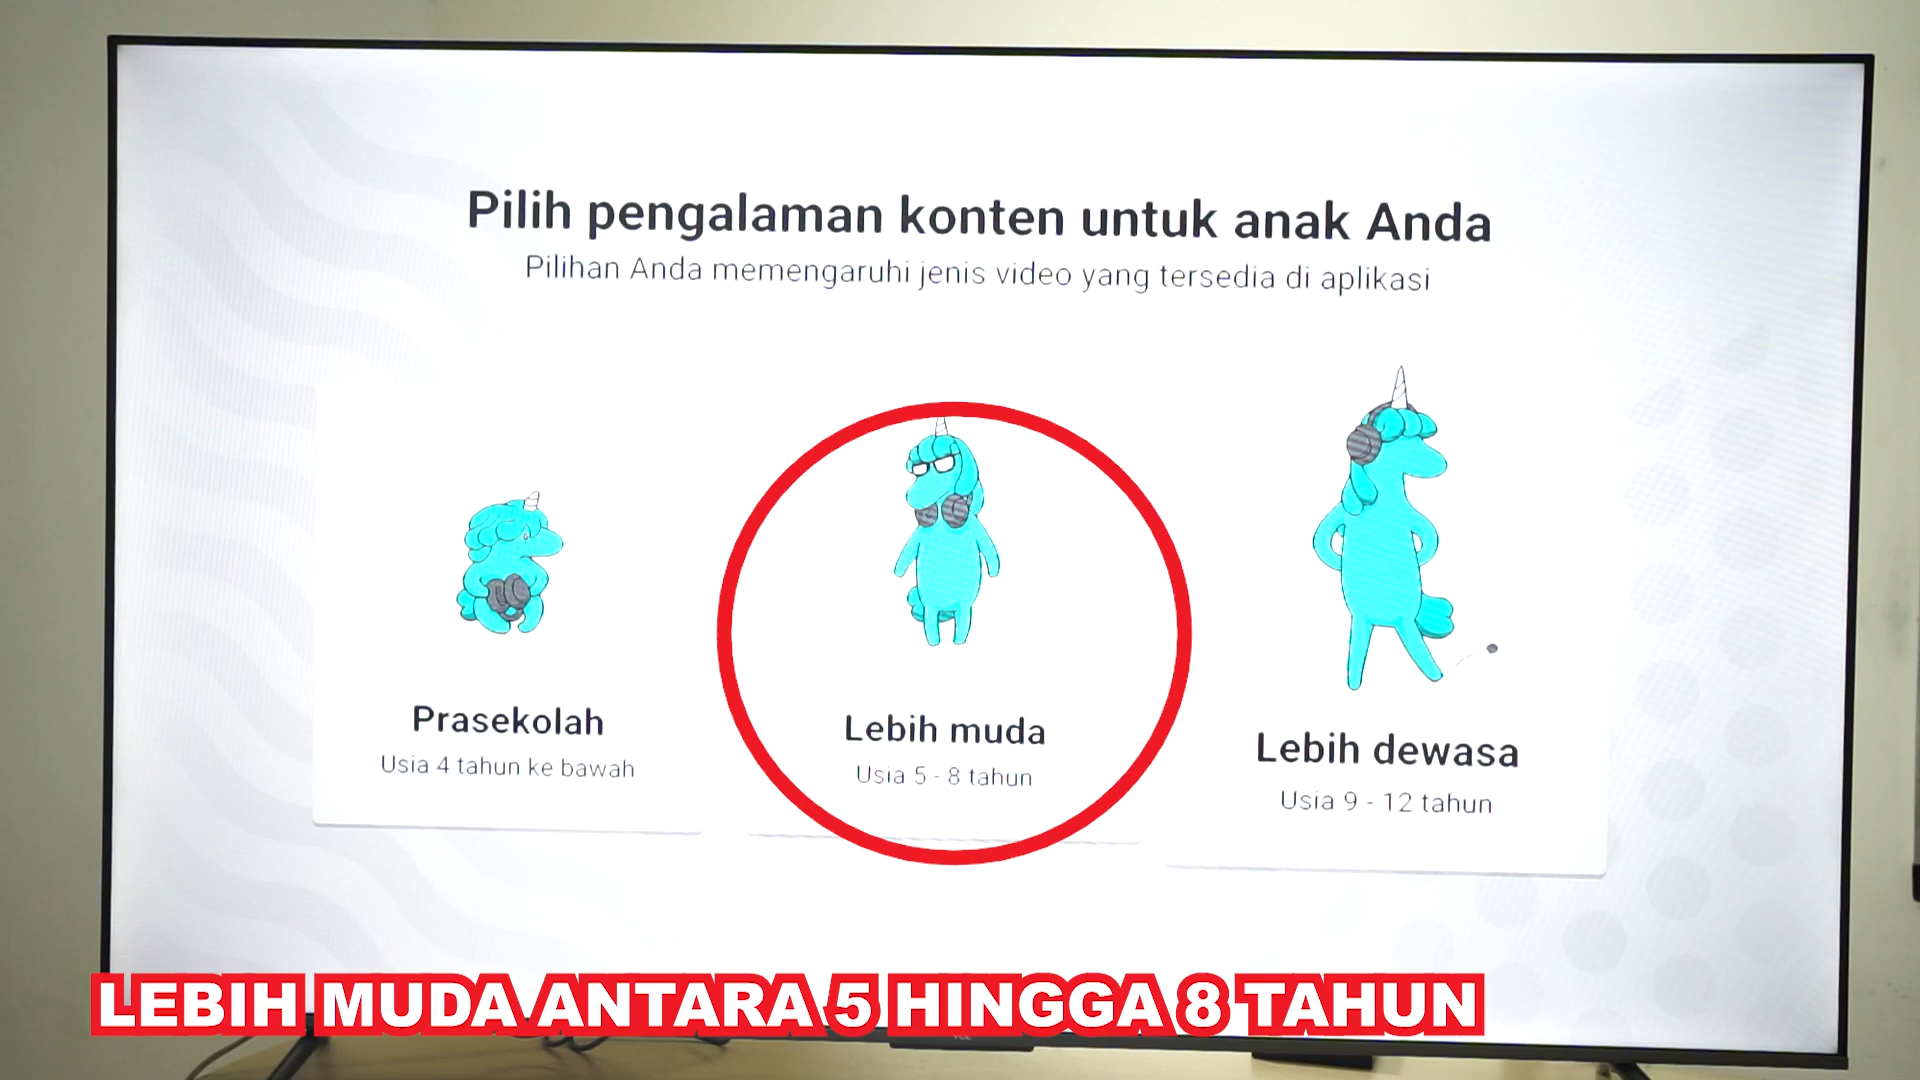 Pilih pengalaman konten untuk anak Anda
Pilihan Anda memengaruhi jenis video yang tersedia di aplikasi
Prasekolah
Usia 4 tahun ke bawah
Lebih muda
Usia 5 - 8 tahun
Lebih dewasa
Usia 9 - 12 tahun
LEBIH MUDA ANTARA 5 HINGGA 8 TAHUN
TCL